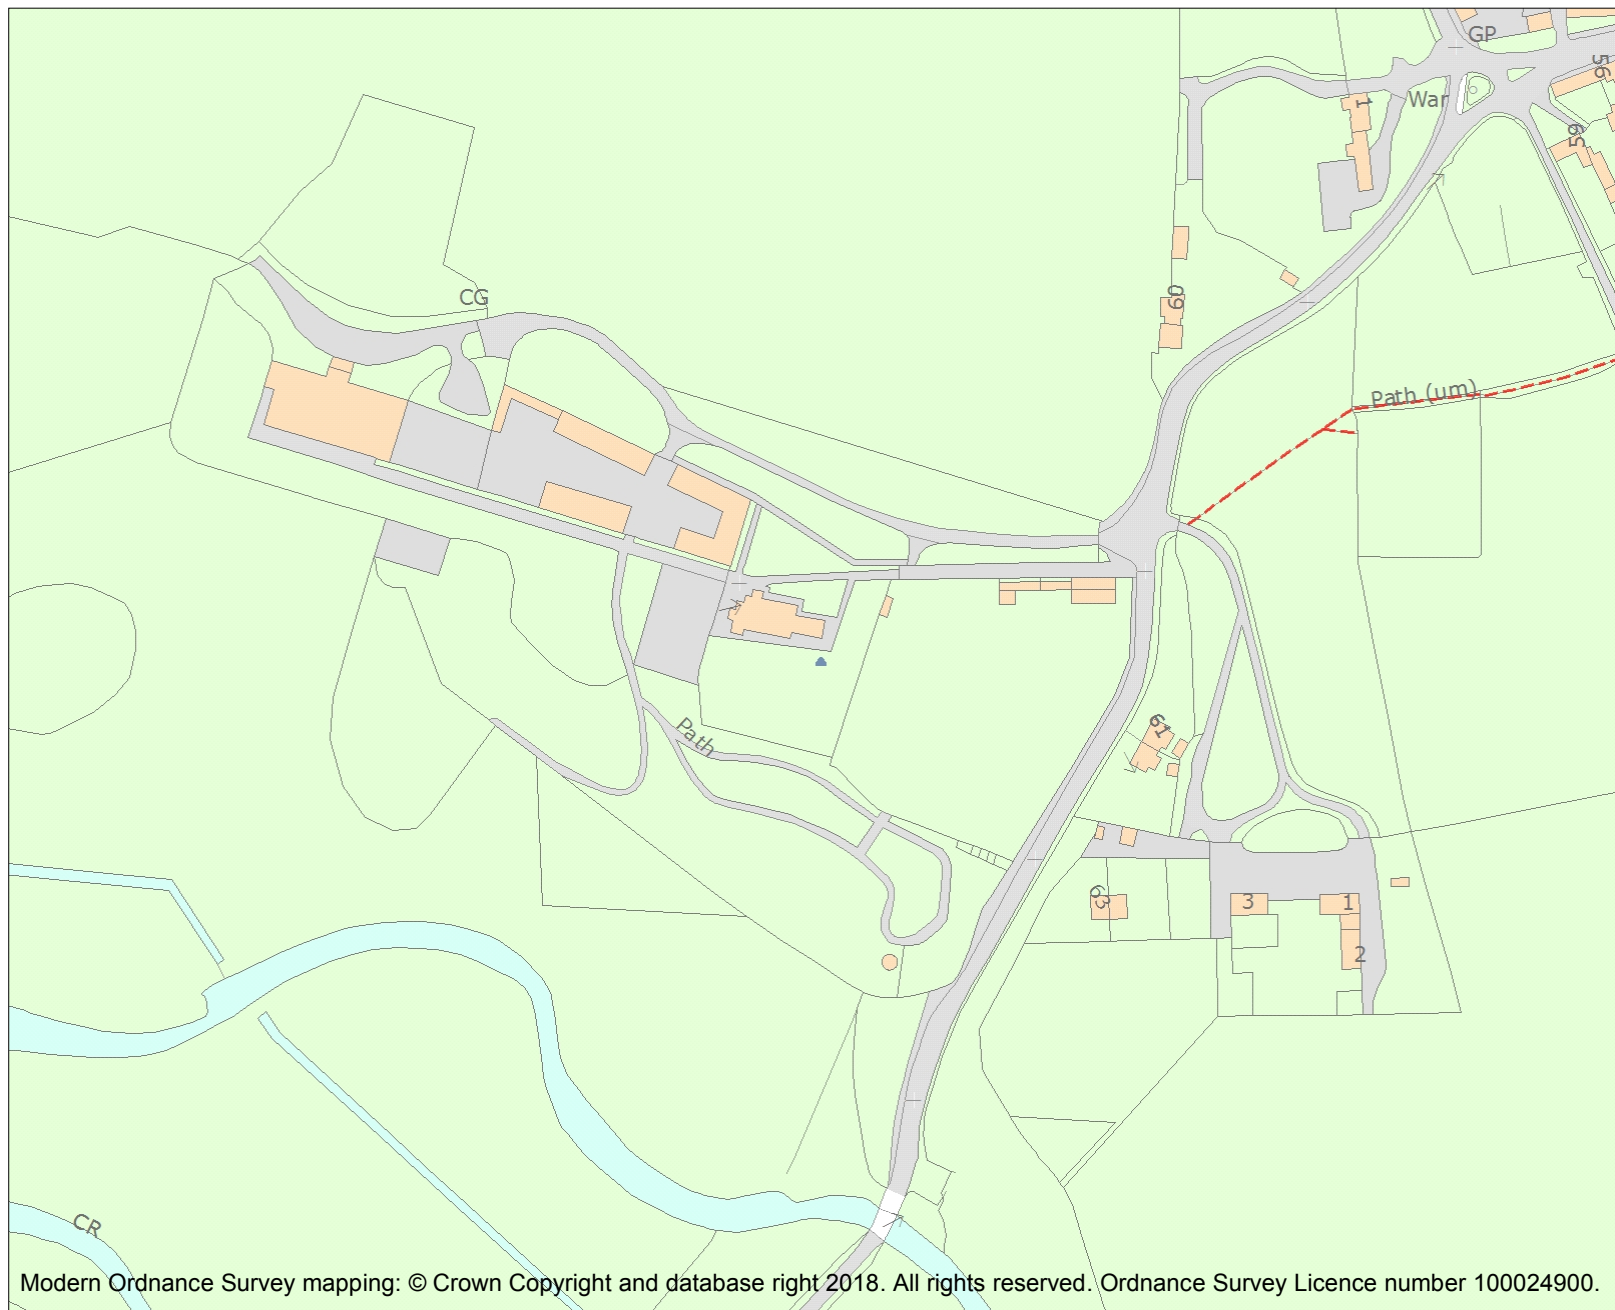 GP
56
War
1
59
CG
60
Path (um)
61
Path
63
3
1
2
CR
Modern Ordnance Survey mapping: © Crown Copyright and database right 2018. All rights reserved. Ordnance Survey Licence number 100024900.